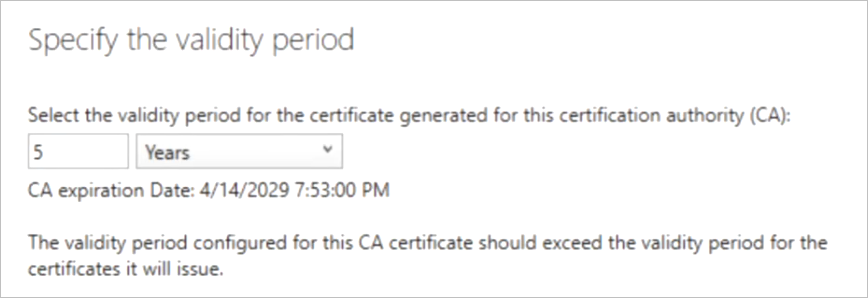 Specify the validity period
Select the validity period for the certificate generated for this certification authority (CA):
5 Years
CA expiration Date: 4/14/2029 7:53:00 PM
The validity period configured for this CA certificate should exceed the validity period for the
certificates it will issue.